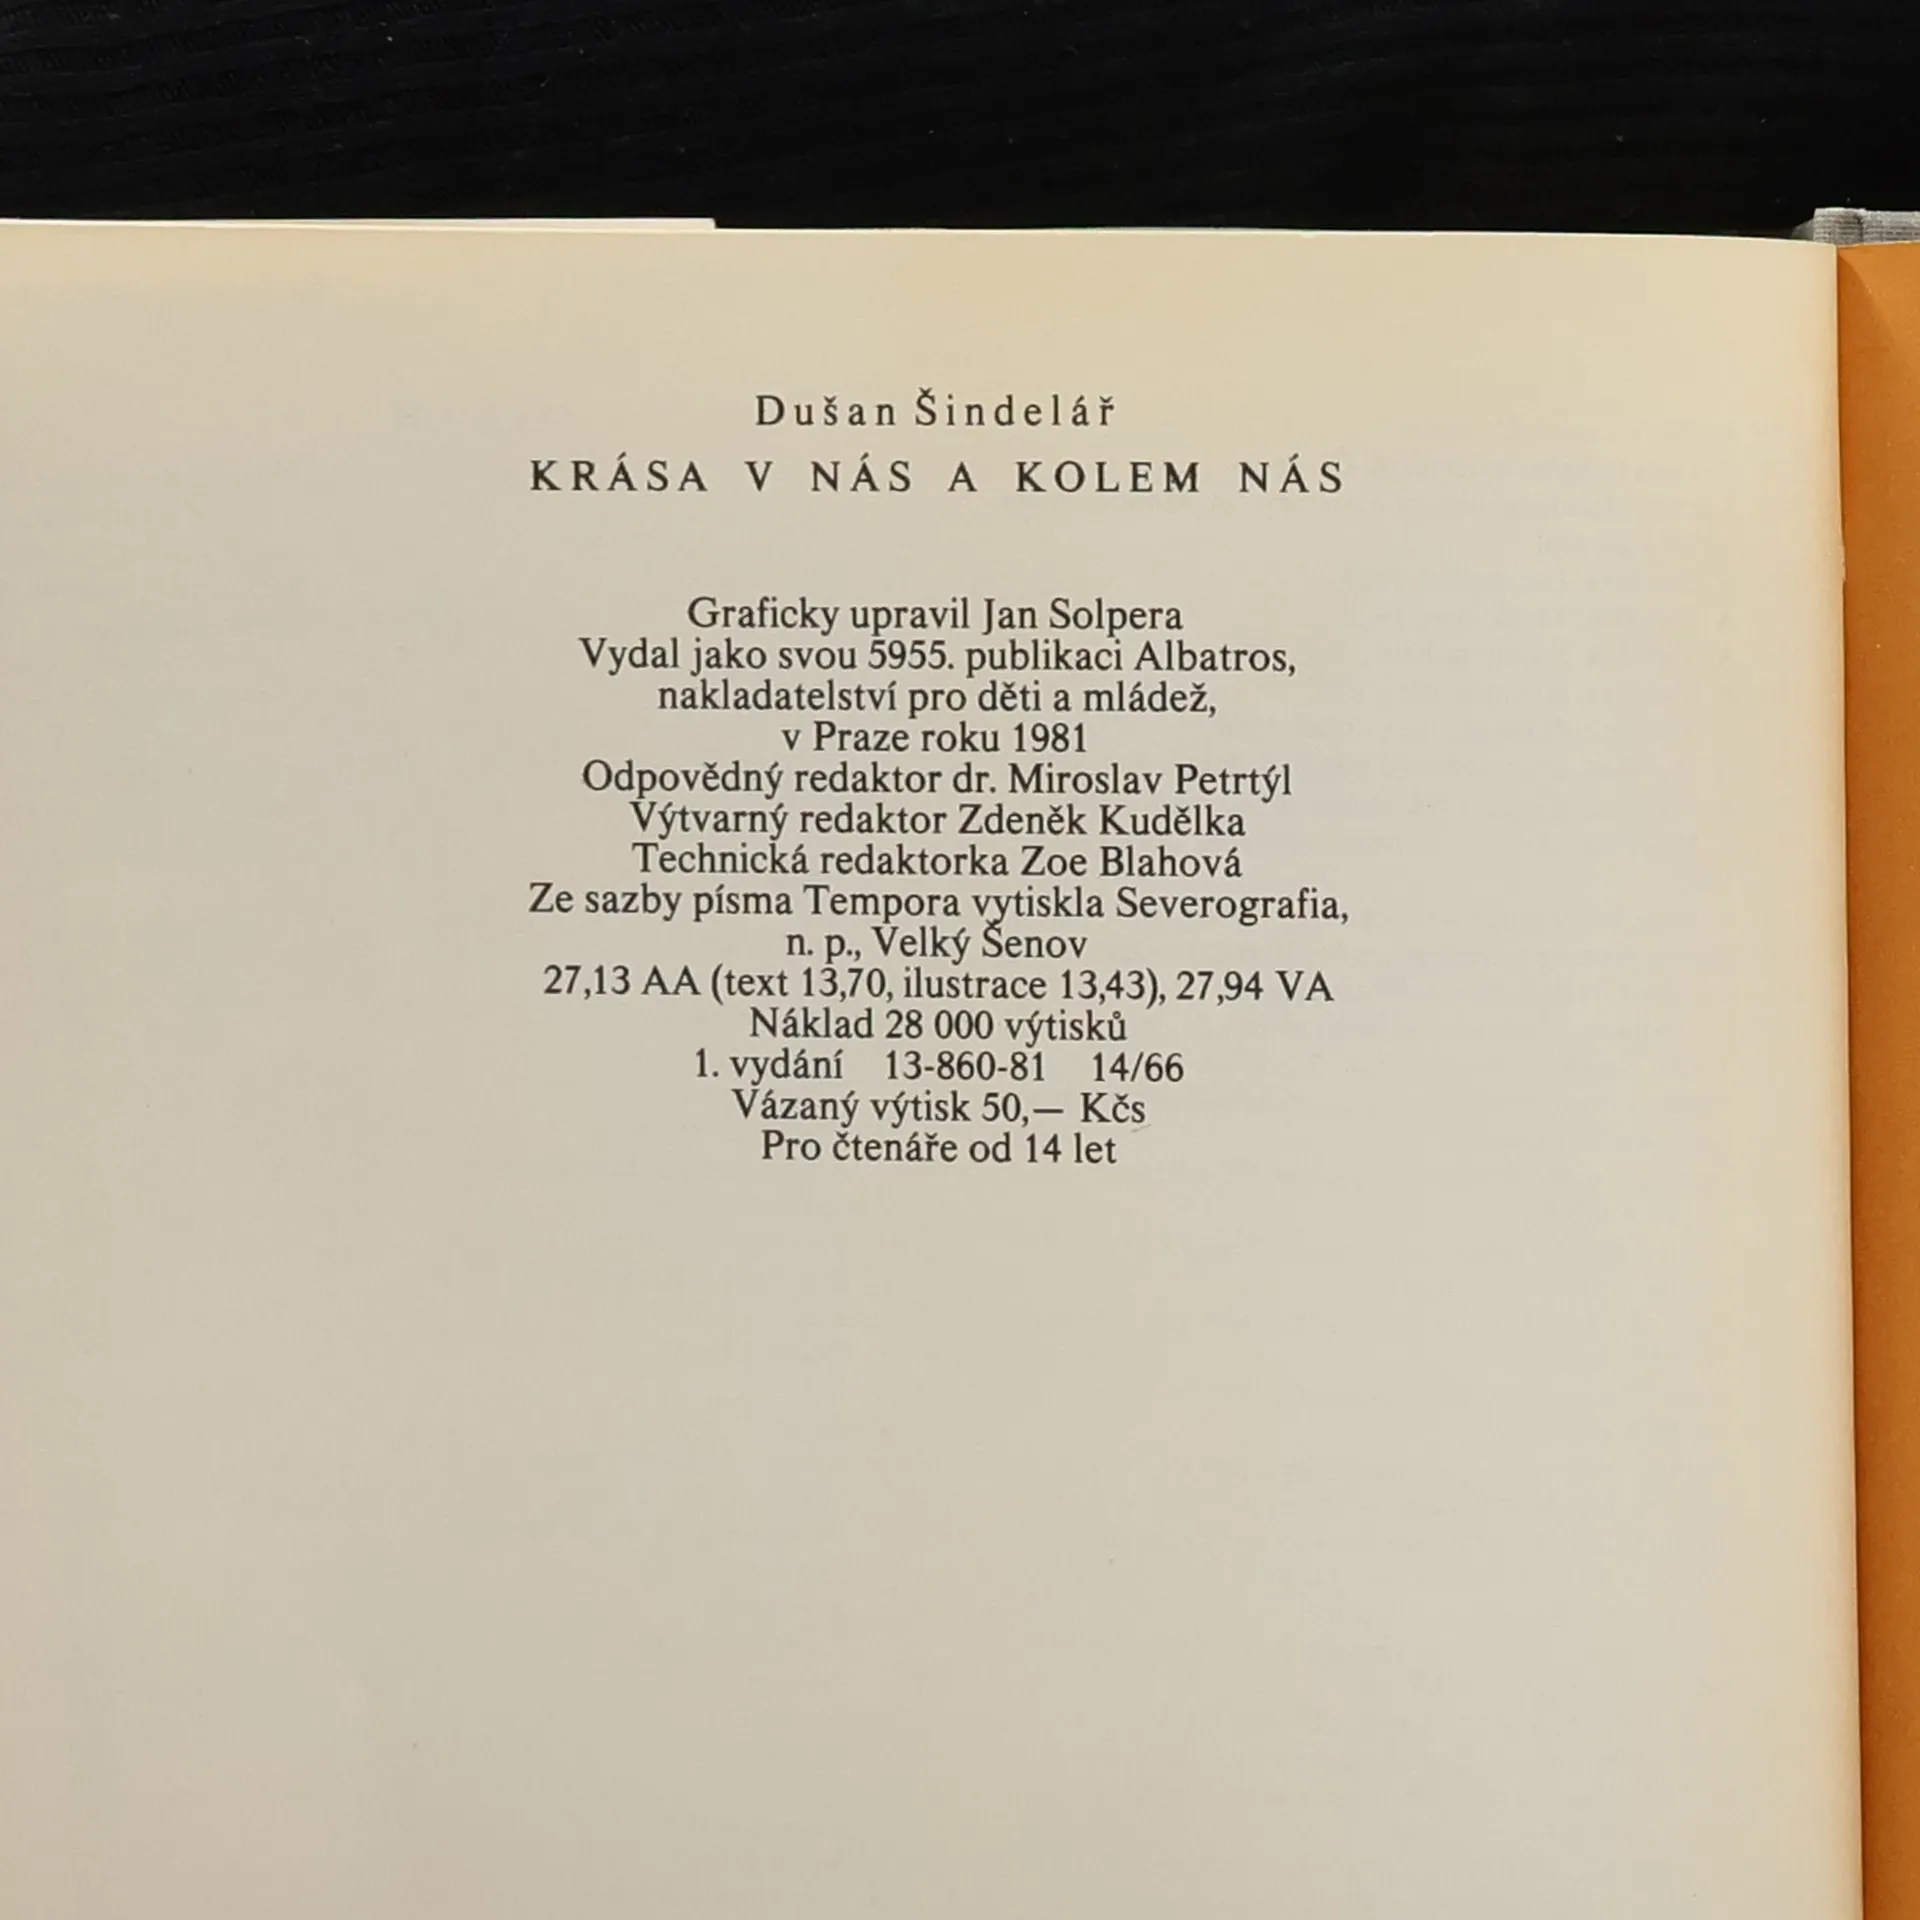 Dušan Šindelář
KRÁSA V NÁS A KOLEM NÁS
Graficky upravil Jan Solpera
Vydal jako svou 5955. publikaci Albatros,
nakladatelství pro děti a mládež,
v Praze roku 1981
Odpovědný redaktor dr. Miroslav Petrtýl
Výtvarný redaktor Zdeněk Kudělka
Technická redaktorka Zoe Blahová
Ze sazby písma Tempora vytiskla Severografia,
n. p., Velký Šenov
27,13 AA (text 13,70, ilustrace 13,43), 27,94 VA
Náklad 28 000 výtisků
1. vydání 13-860-81 14/66
Vázaný výtisk 50,— Kčs
Pro čtenáře od 14 let